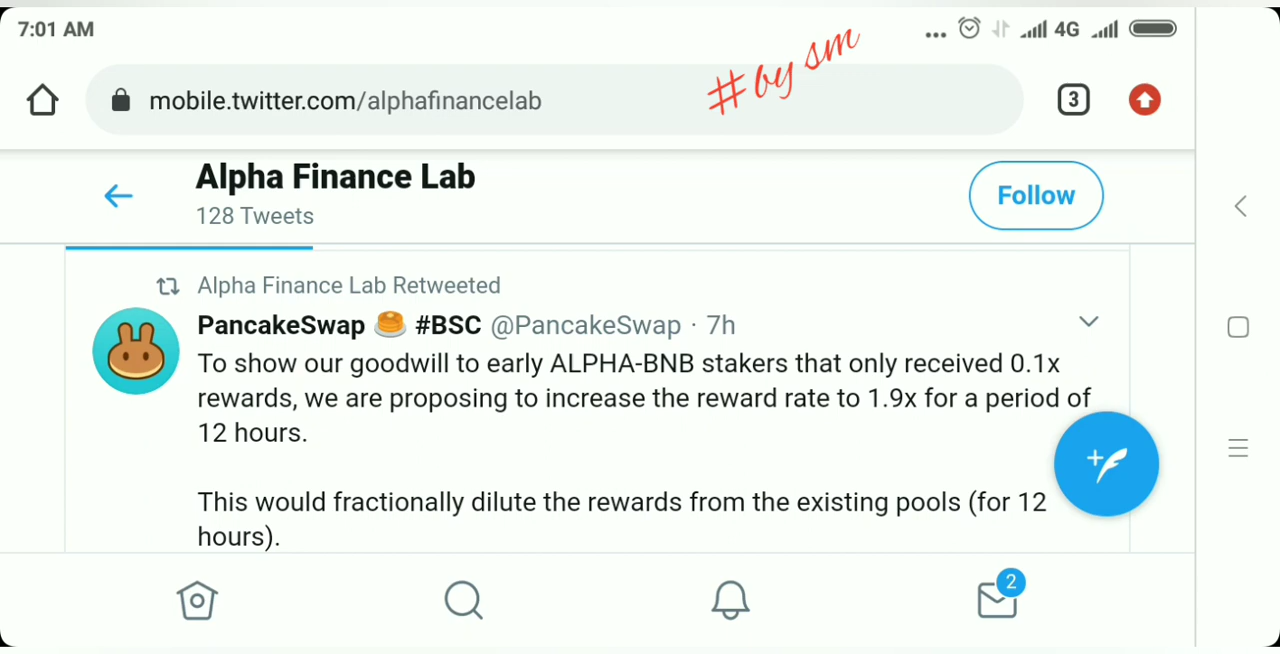 7:01 AM
... 4G
#by sm
mobile.twitter.com/alphafinancelab
3
Alpha Finance Lab
128 Tweets
Follow
Alpha Finance Lab Retweeted
PancakeSwap 🥞 #BSC @PancakeSwap · 7h
To show our goodwill to early ALPHA-BNB stakers that only received 0.1x
rewards, we are proposing to increase the reward rate to 1.9x for a period of
12 hours.
This would fractionally dilute the rewards from the existing pools (for 12
hours).
2